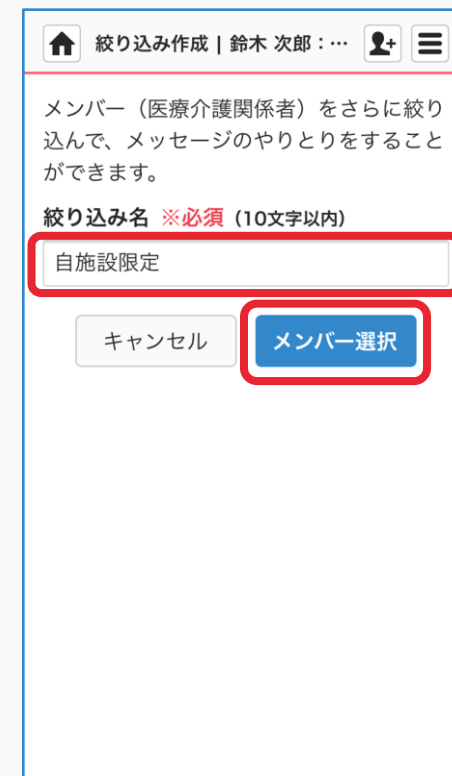 絞り込み作成 | 鈴木 次郎：…
メンバー（医療介護関係者）をさらに絞り
込んで、メッセージのやりとりをすること
ができます。
絞り込み名 ※必須（10文字以内）
自施設限定
キャンセル メンバー選択